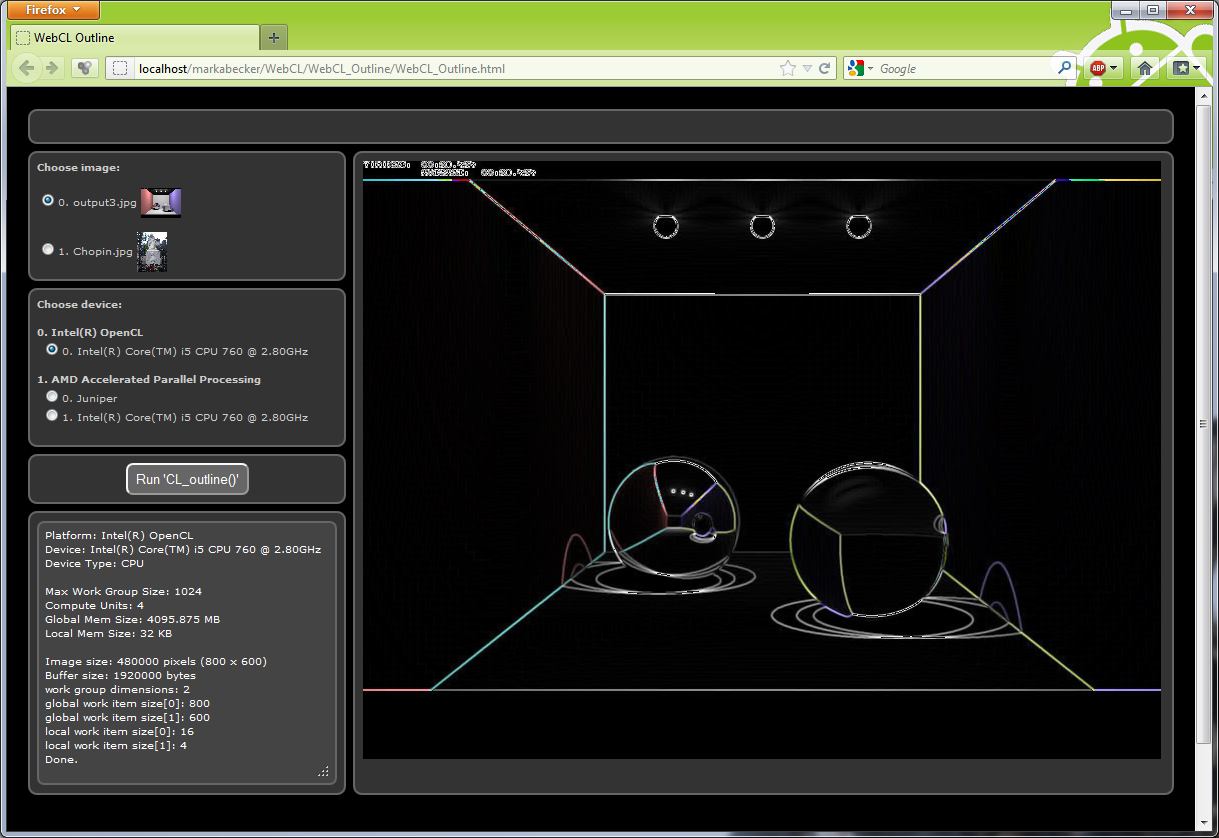 Firefox
WebCL Outline
localhost/markabecker/WebCL/WebCL_Outline/WebCL_Outline.html
Google
ABP
Choose image:
0. output3.jpg
1. Chopin.jpg
Choose device:
0. Intel(R) OpenCL
0. Intel(R) Core(TM) i5 CPU 760 @ 2.80GHz
1. AMD Accelerated Parallel Processing
0. Juniper
1. Intel(R) Core(TM) i5 CPU 760 @ 2.80GHz
Run 'CL_outline()'
Platform: Intel(R) OpenCL
Device: Intel(R) Core(TM) i5 CPU 760 @ 2.80GHz
Device Type: CPU
Max Work Group Size: 1024
Compute Units: 4
Global Mem Size: 4095.875 MB
Local Mem Size: 32 KB
Image size: 480000 pixels (800 x 600)
Buffer size: 1920000 bytes
work group dimensions: 2
global work item size[0]: 800
global work item size[1]: 600
local work item size[0]: 16
local work item size[1]: 4
Done.